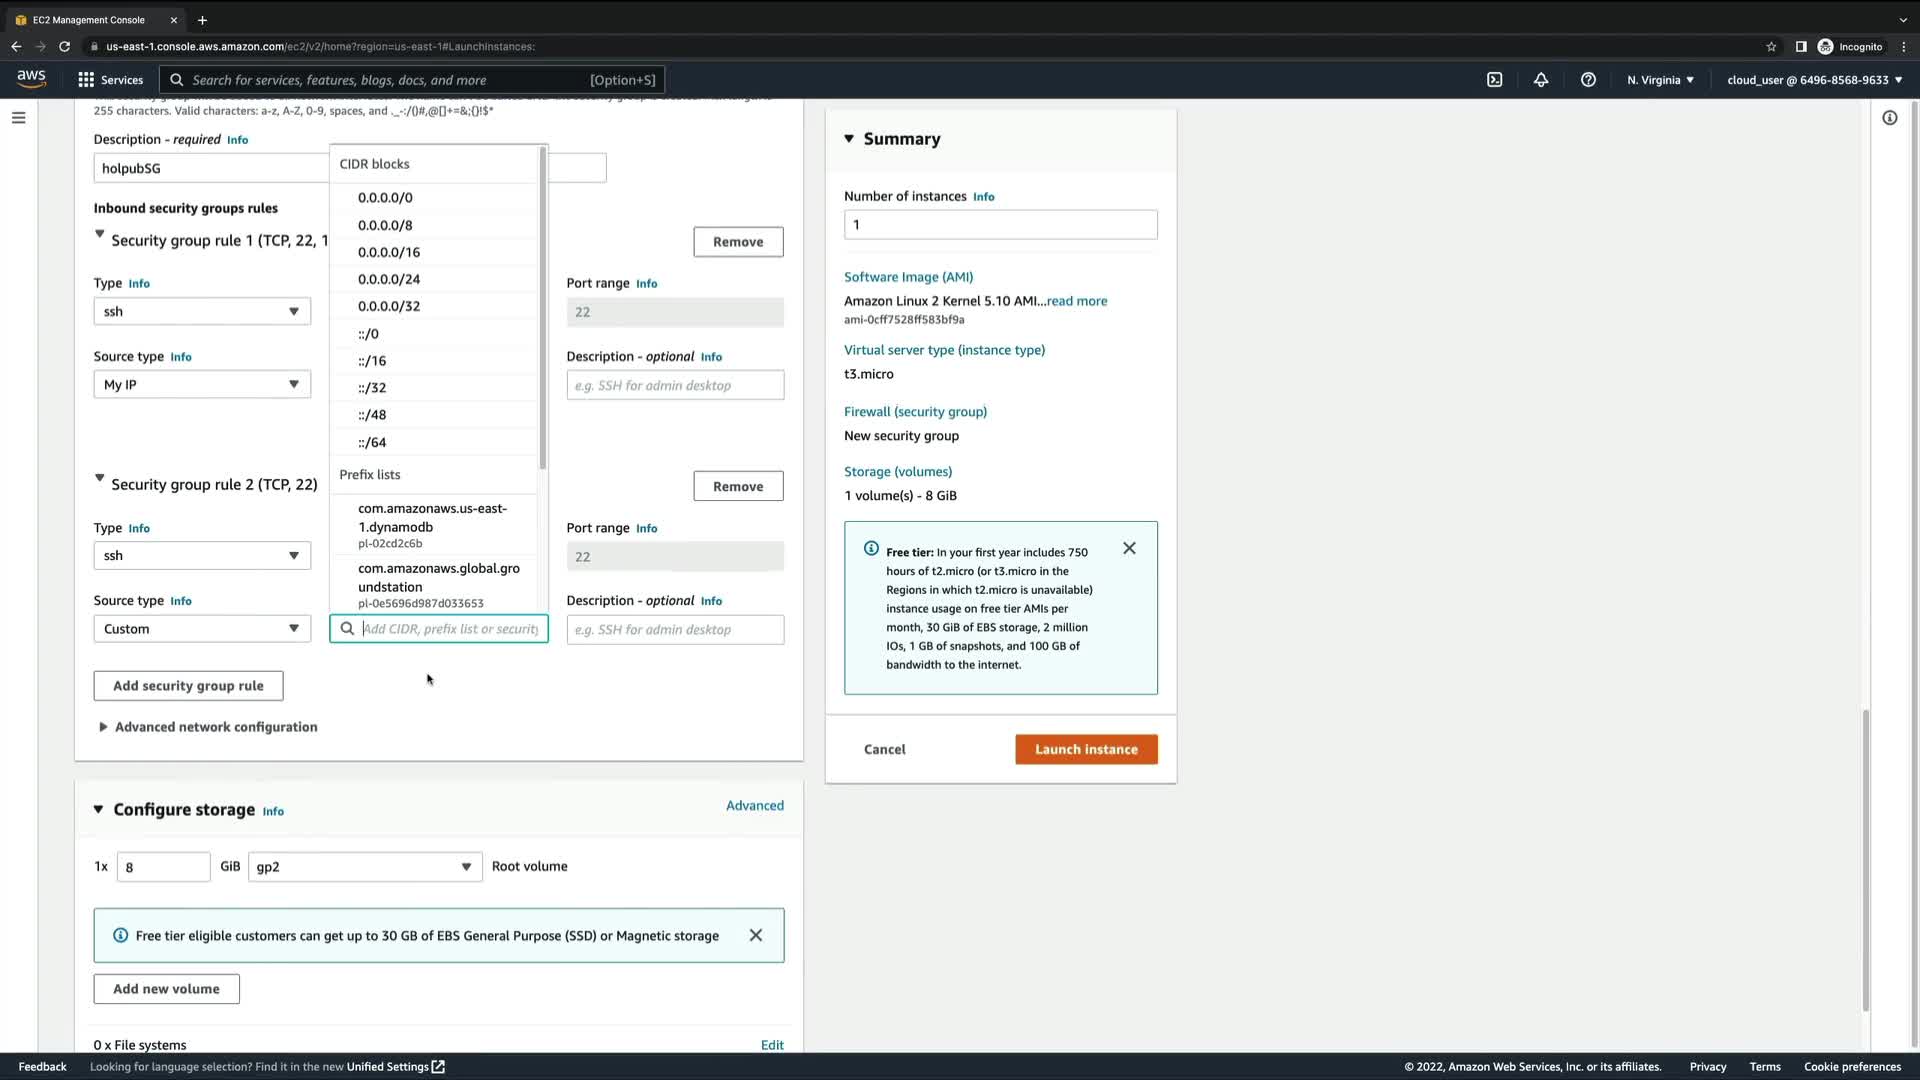 EC2 Management Console
us-east-1.console.aws.amazon.com/ec2/v2/home?region=us-east-1#LaunchInstances:
Incognito
aws
Services
Search for services, features, blogs, docs, and more
[Option+S]
N. Virginia
cloud_user @ 6496-8568-9633
255 characters. Valid characters: a-z, A-Z, 0-9, spaces, and ._-:/()#,@[]+=&;{}!$*
Description - required Info
holpubSG
Inbound security groups rules
Security group rule 1 (TCP, 22, 1
Remove
Type Info
ssh
Port range Info
22
Source type Info
My IP
Description - optional Info
e.g. SSH for admin desktop
CIDR blocks
0.0.0.0/0
0.0.0.0/8
0.0.0.0/16
0.0.0.0/24
0.0.0.0/32
::/0
::/16
::/32
::/48
::/64
Prefix lists
com.amazonaws.us-east-
1.dynamodb
pl-02cd2c6b
com.amazonaws.global.gro
undstation
pl-0e5696d987d033653
Security group rule 2 (TCP, 22)
Remove
Type Info
ssh
Port range Info
22
Source type Info
Custom
Add CIDR, prefix list or security
Description - optional Info
e.g. SSH for admin desktop
Add security group rule
Advanced network configuration
Configure storage Info
Advanced
1x
8
GiB
gp2
Root volume
Free tier eligible customers can get up to 30 GB of EBS General Purpose (SSD) or Magnetic storage
Add new volume
0 x File systems
Edit
Summary
Number of instances Info
1
Software Image (AMI)
Amazon Linux 2 Kernel 5.10 AMI...read more
ami-0cff7528ff583bf9a
Virtual server type (instance type)
t3.micro
Firewall (security group)
New security group
Storage (volumes)
1 volume(s) - 8 GiB
Free tier: In your first year includes 750
hours of t2.micro (or t3.micro in the
Regions in which t2.micro is unavailable)
instance usage on free tier AMIs per
month, 30 GiB of EBS storage, 2 million
IOs, 1 GB of snapshots, and 100 GB of
bandwidth to the internet.
Cancel
Launch instance
Feedback
Looking for language selection? Find it in the new Unified Settings
© 2022, Amazon Web Services, Inc. or its affiliates.
Privacy
Terms
Cookie preferences